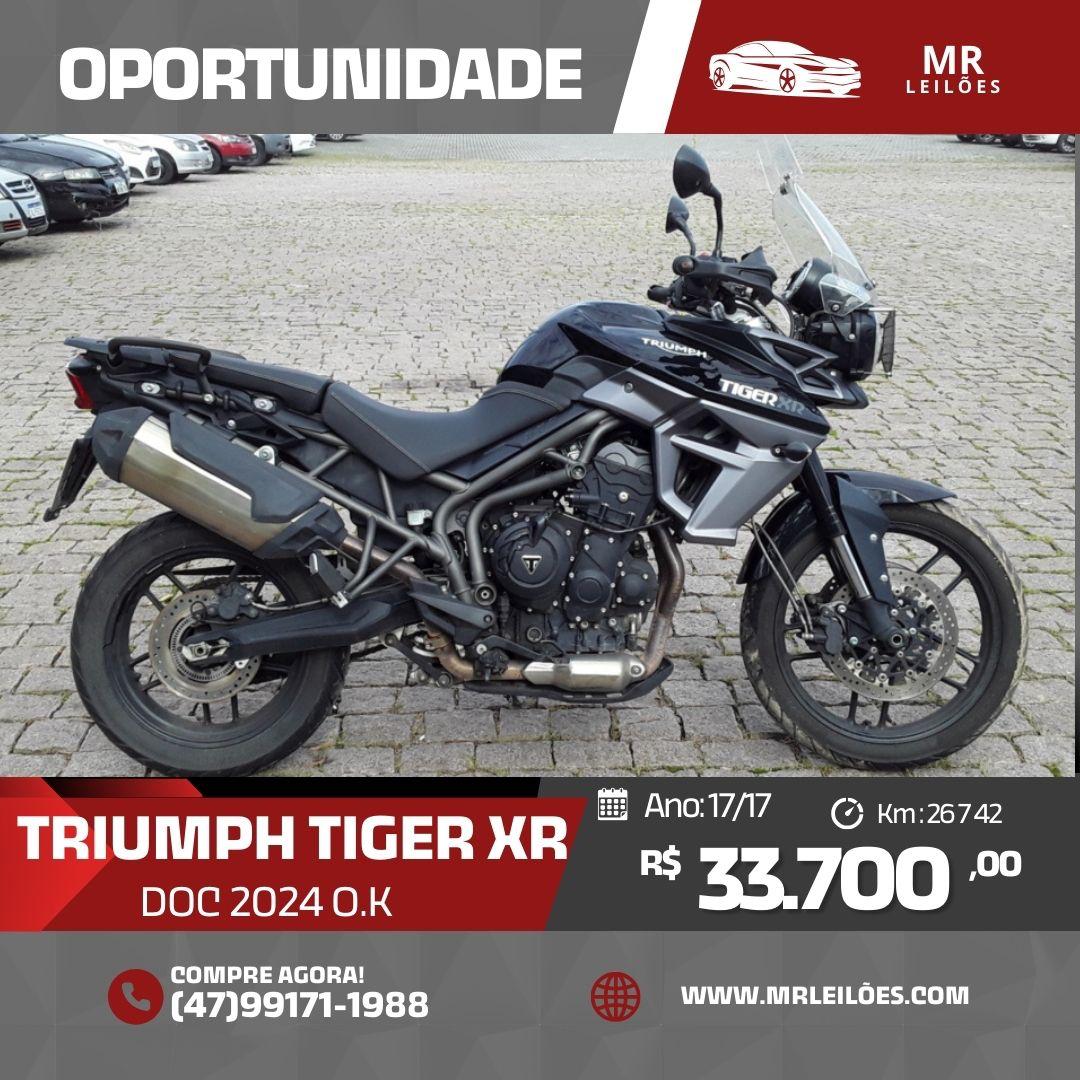 OPORTUNIDADE
MR
LEILÕES
TRIUMPH
TIGER XR
T
TRIUMPH TIGER XR
DOC 2024 O.K
Ano: 17/17
Km: 26742
R$ 33.700,00
COMPRE AGORA!
(47)99171-1988
WWW.MRLEILÕES.COM